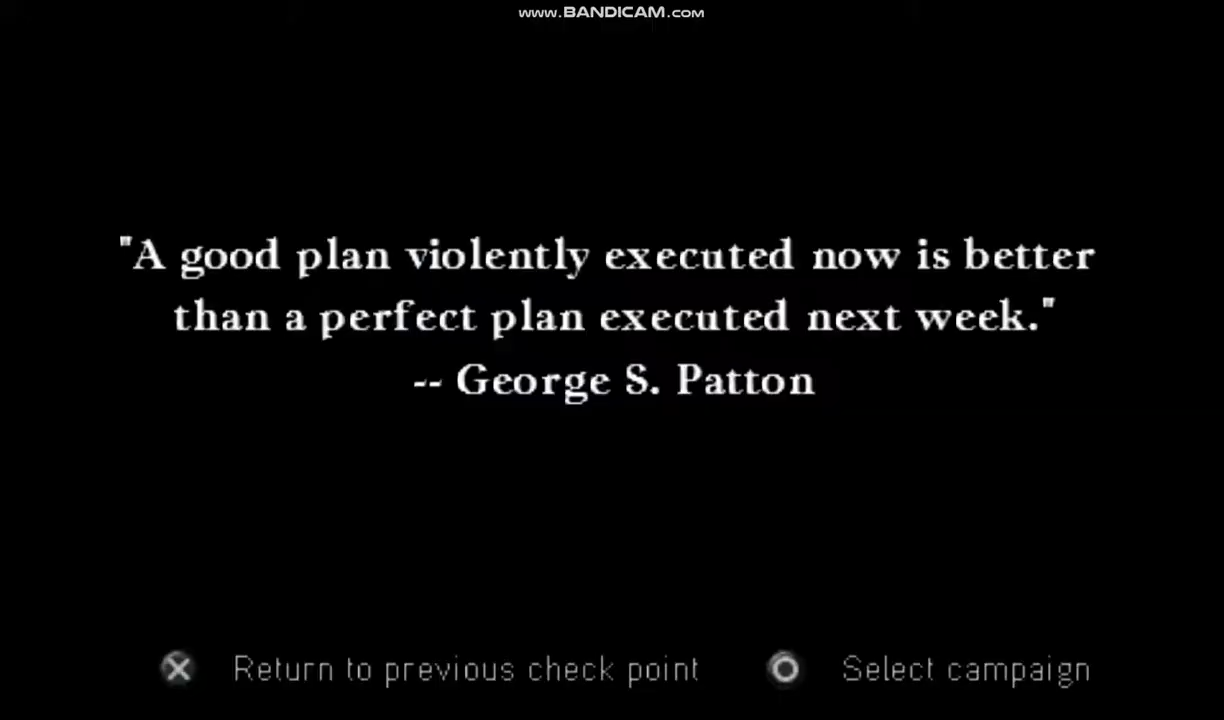 www.BANDICAM.com
"A good plan violently executed now is better
than a perfect plan executed next week."
-- George S. Patton
Return to previous check point
Select campaign